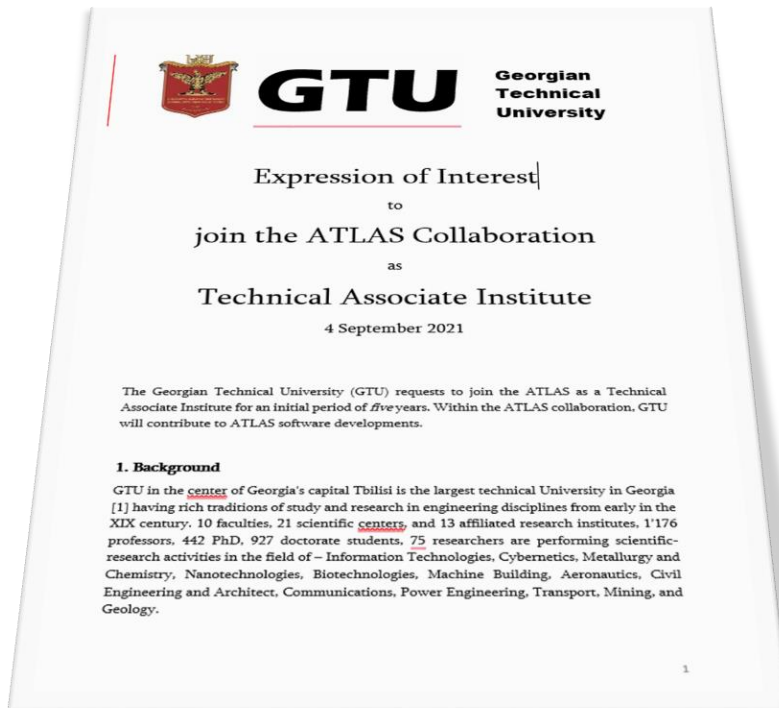 GTU
Georgian
Technical
University
Expression of Interest
to
join the ATLAS Collaboration
as
Technical Associate Institute
4 September 2021
The Georgian Technical University (GTU) requests to join the ATLAS as a Technical
Associate Institute for an initial period of five years. Within the ATLAS collaboration, GTU
will contribute to ATLAS software developments.
1. Background
GTU in the center of Georgia's capital Tbilisi is the largest technical University in Georgia
[1] having rich traditions of study and research in engineering disciplines from early in the
XIX century. 10 faculties, 21 scientific centers, and 13 affiliated research institutes, 1'176
professors, 442 PhD, 927 doctorate students, 75 researchers are performing scientific-
research activities in the field of – Information Technologies, Cybernetics, Metallurgy and
Chemistry, Nanotechnologies, Biotechnologies, Machine Building, Aeronautics, Civil
Engineering and Architect, Communications, Power Engineering, Transport, Mining, and
Geology.
1